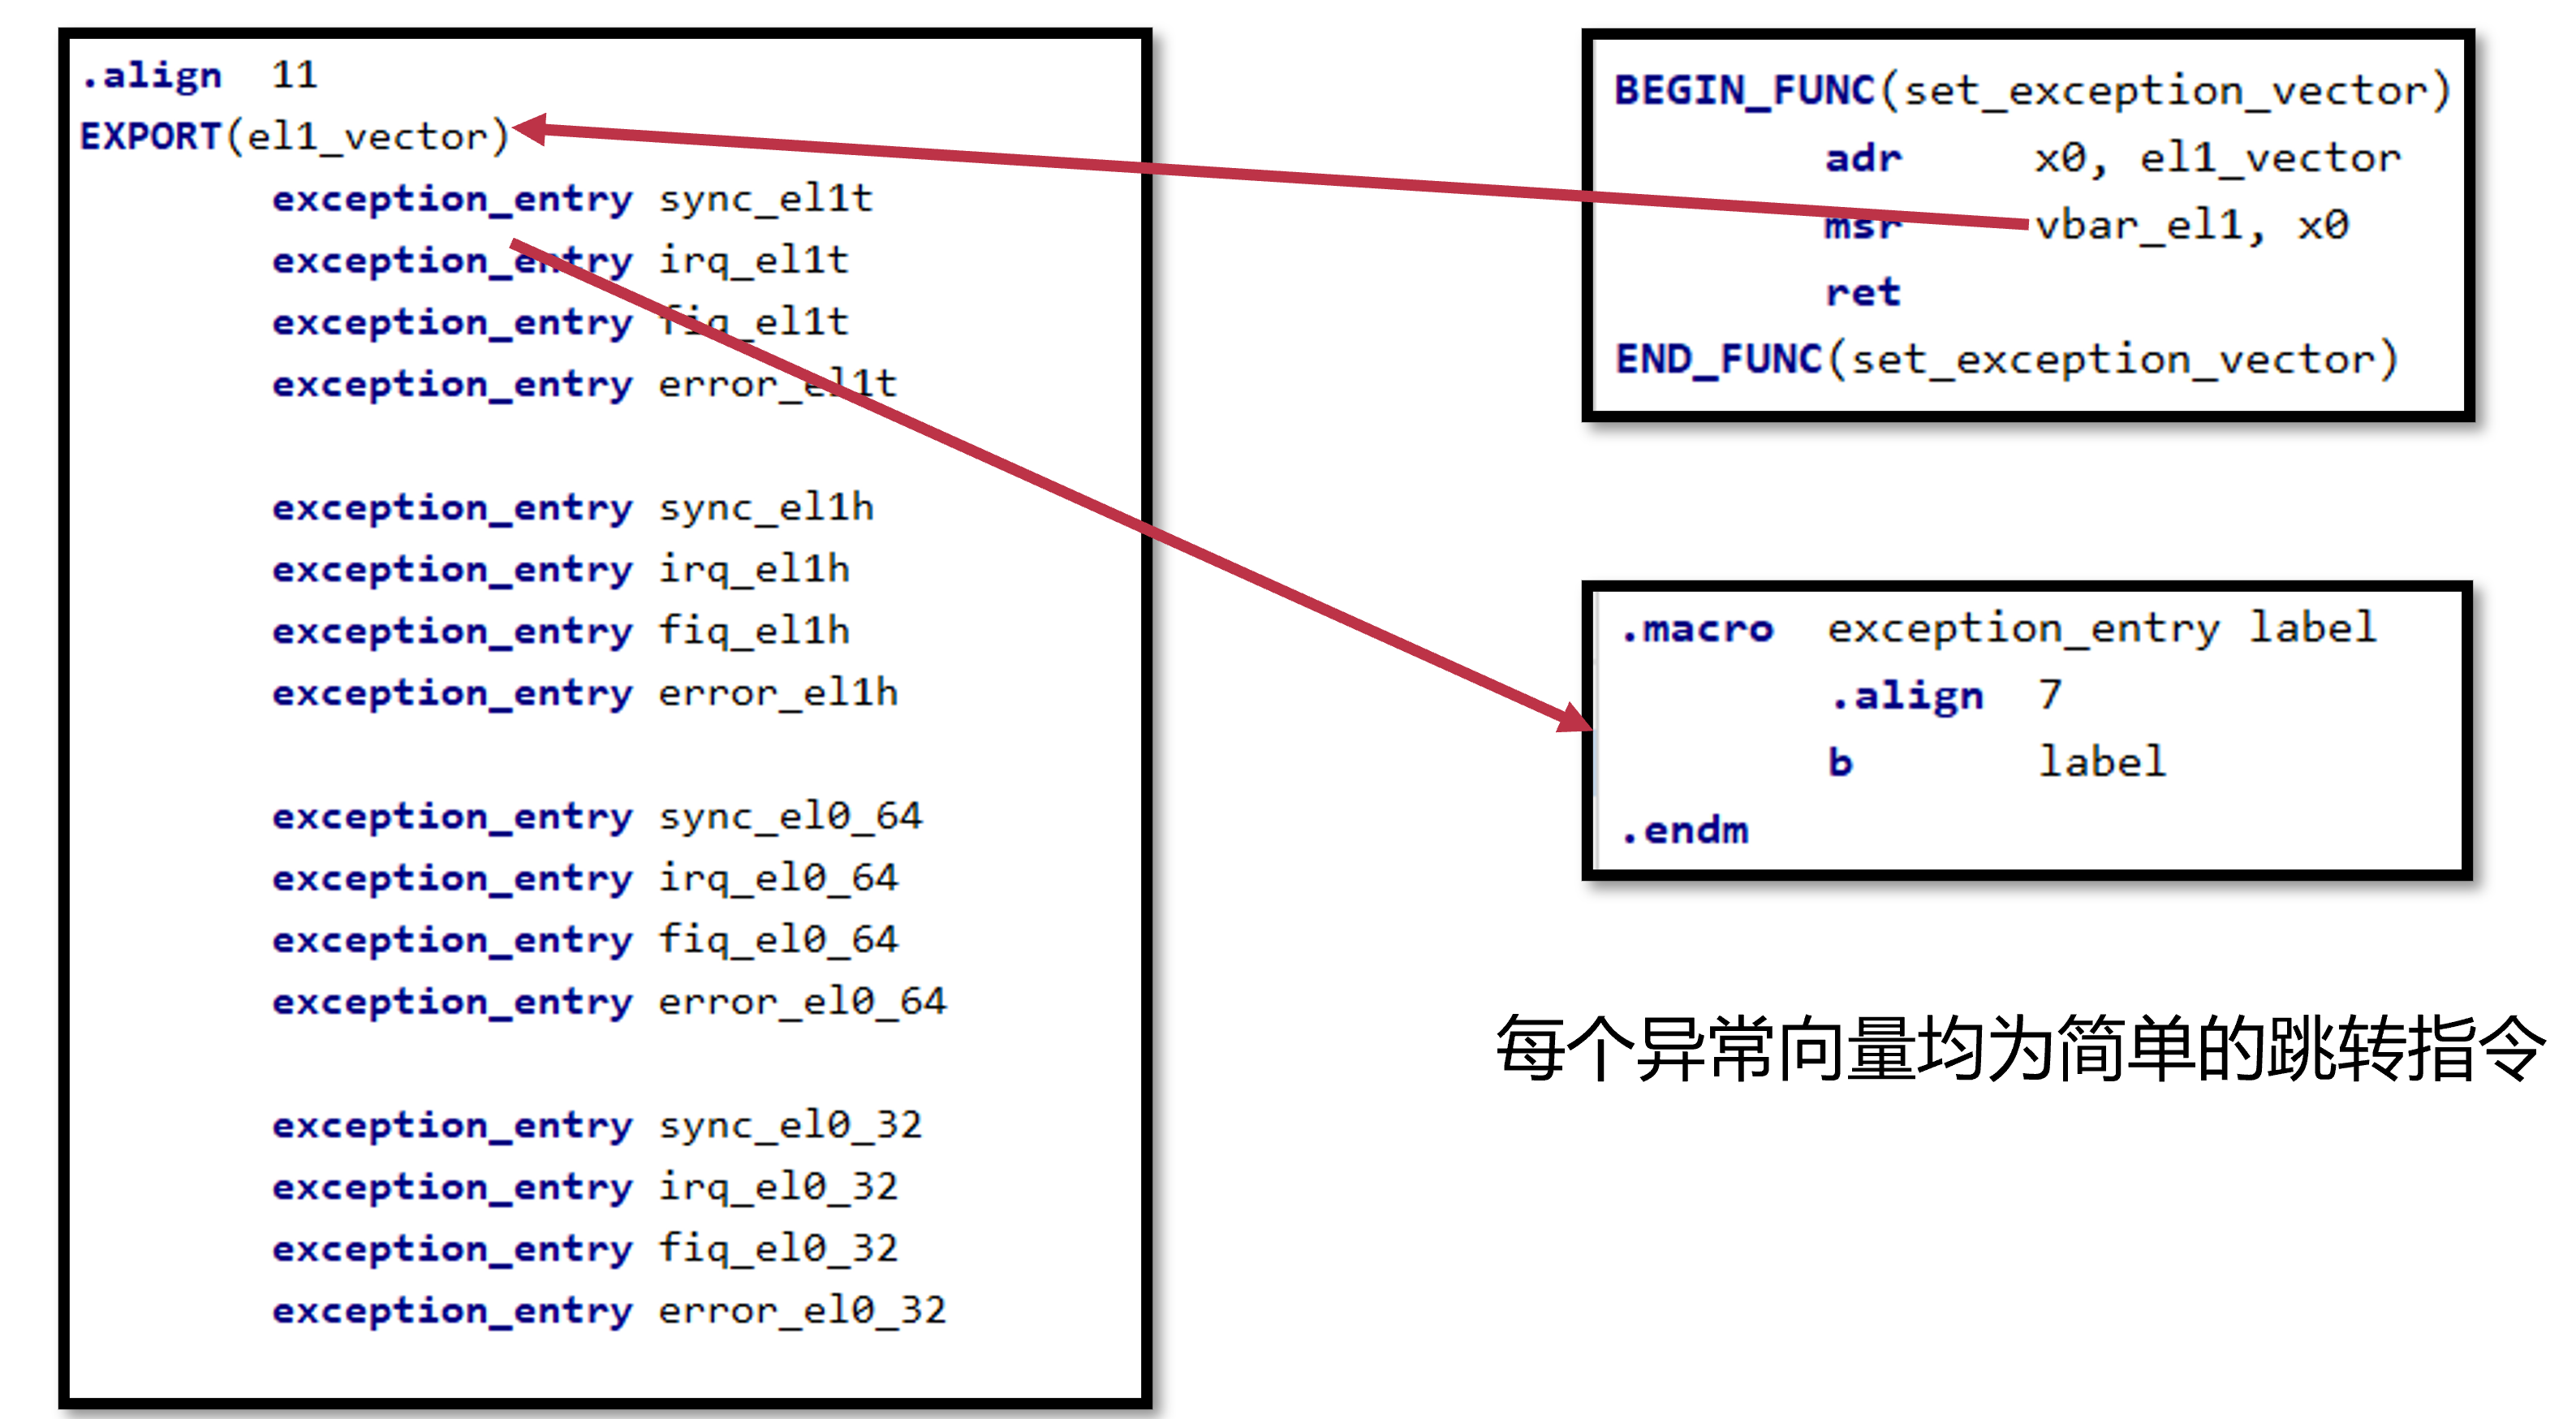 .align 11
EXPORT(el1_vector)
exception_entry sync_el1t
exception_entry irq_el1t
exception_entry fiq_el1t
exception_entry error_el1t
exception_entry sync_el1h
exception_entry irq_el1h
exception_entry fiq_el1h
exception_entry error_el1h
exception_entry sync_el0_64
exception_entry irq_el0_64
exception_entry fiq_el0_64
exception_entry error_el0_64
exception_entry sync_el0_32
exception_entry irq_el0_32
exception_entry fiq_el0_32
exception_entry error_el0_32
BEGIN_FUNC(set_exception_vector)
adr x0, el1_vector
msr vbar_el1, x0
ret
END_FUNC(set_exception_vector)
.macro exception_entry label
.align 7
b label
.endm
每个异常向量均为简单的跳转指令